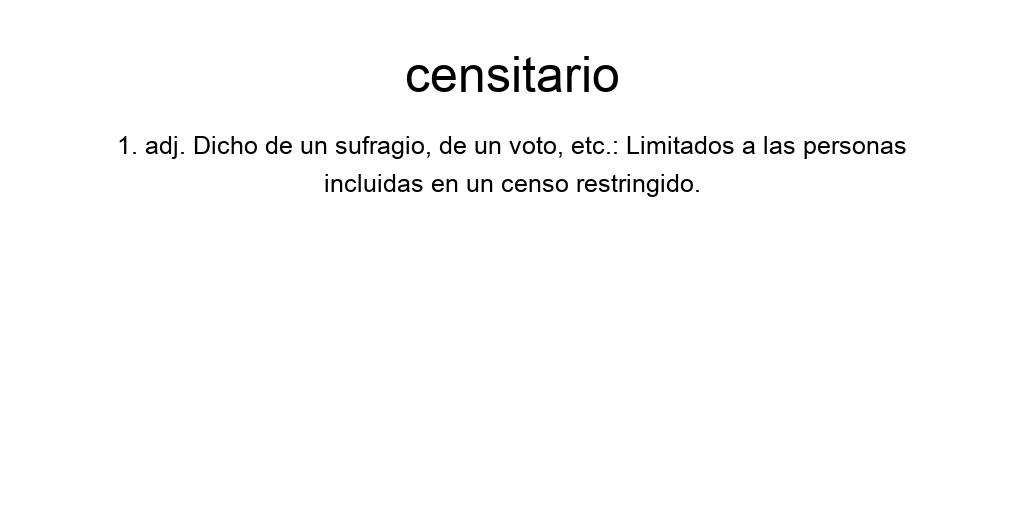 censitario
1. adj. Dicho de un sufragio, de un voto, etc.: Limitados a las personas
incluidas en un censo restringido.